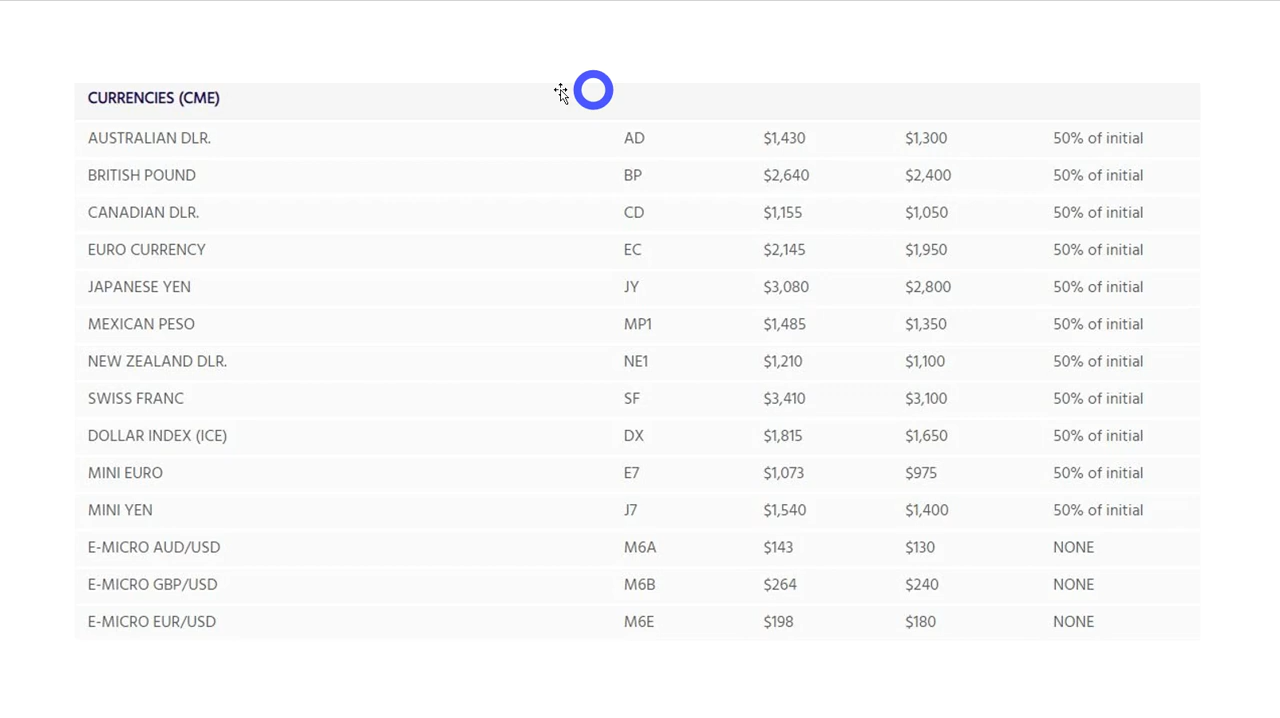 CURRENCIES (CME)
AUSTRALIAN DLR. AD $1,430 $1,300 50% of initial
BRITISH POUND BP $2,640 $2,400 50% of initial
CANADIAN DLR. CD $1,155 $1,050 50% of initial
EURO CURRENCY EC $2,145 $1,950 50% of initial
JAPANESE YEN JY $3,080 $2,800 50% of initial
MEXICAN PESO MP1 $1,485 $1,350 50% of initial
NEW ZEALAND DLR. NE1 $1,210 $1,100 50% of initial
SWISS FRANC SF $3,410 $3,100 50% of initial
DOLLAR INDEX (ICE) DX $1,815 $1,650 50% of initial
MINI EURO E7 $1,073 $975 50% of initial
MINI YEN J7 $1,540 $1,400 50% of initial
E-MICRO AUD/USD M6A $143 $130 NONE
E-MICRO GBP/USD M6B $264 $240 NONE
E-MICRO EUR/USD M6E $198 $180 NONE